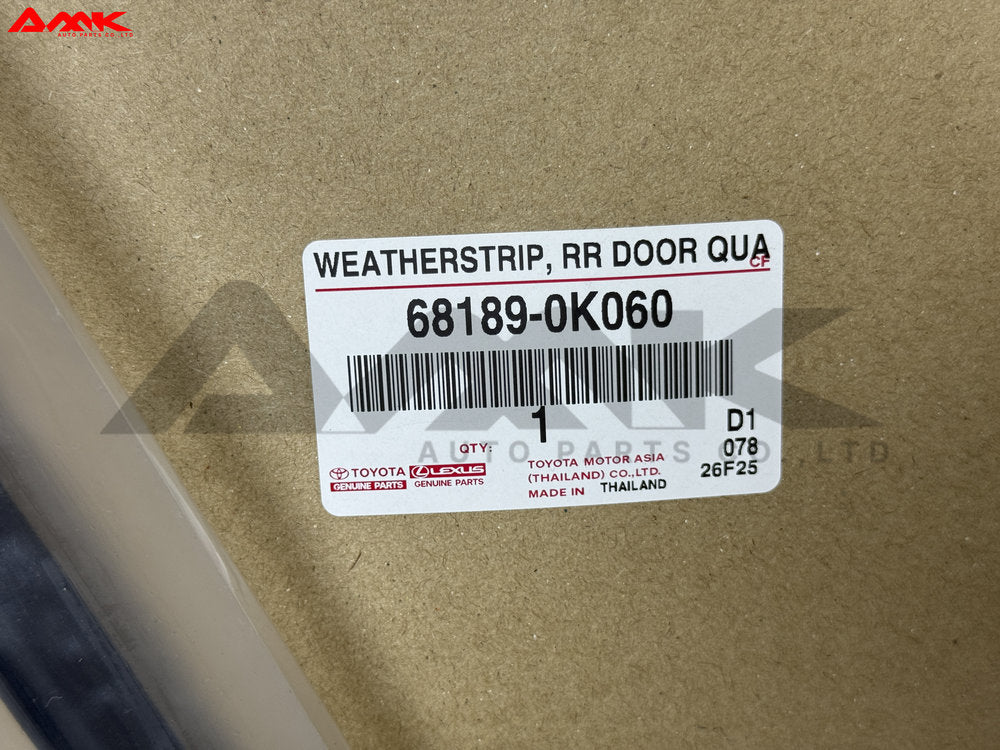 AMK
AUTO PARTS CO., LTD
WEATHERSTRIP, RR DOOR QUA
CF
68189-0K060
AMK
AUTO PARTS CO., LTD
QTY: 1
D1
078
26F25
TOYOTA LEXUS
GENUINE PARTS GENUINE PARTS
TOYOTA MOTOR ASIA
(THAILAND) CO.,LTD.
MADE IN THAILAND